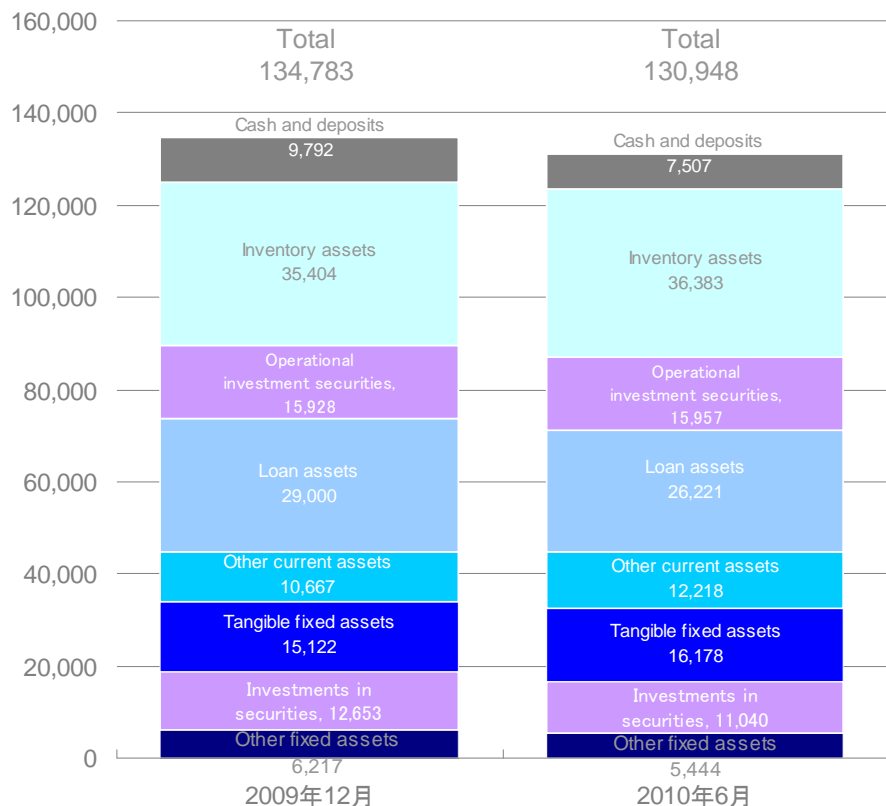 160,000
140,000
120,000
100,000
80,000
60,000
40,000
20,000
0
Total
134,783
Cash and deposits
9,792
Inventory assets
35,404
Operational
investment securities,
15,928
Loan assets
29,000
Other current assets
10,667
Tangible fixed assets
15,122
Investments in
securities, 12,653
Other fixed assets
6,217
2009年12月
Total
130,948
Cash and deposits
7,507
Inventory assets
36,383
Operational
investment securities,
15,957
Loan assets
26,221
Other current assets
12,218
Tangible fixed assets
16,178
Investments in
securities, 11,040
Other fixed assets
5,444
2010年6月